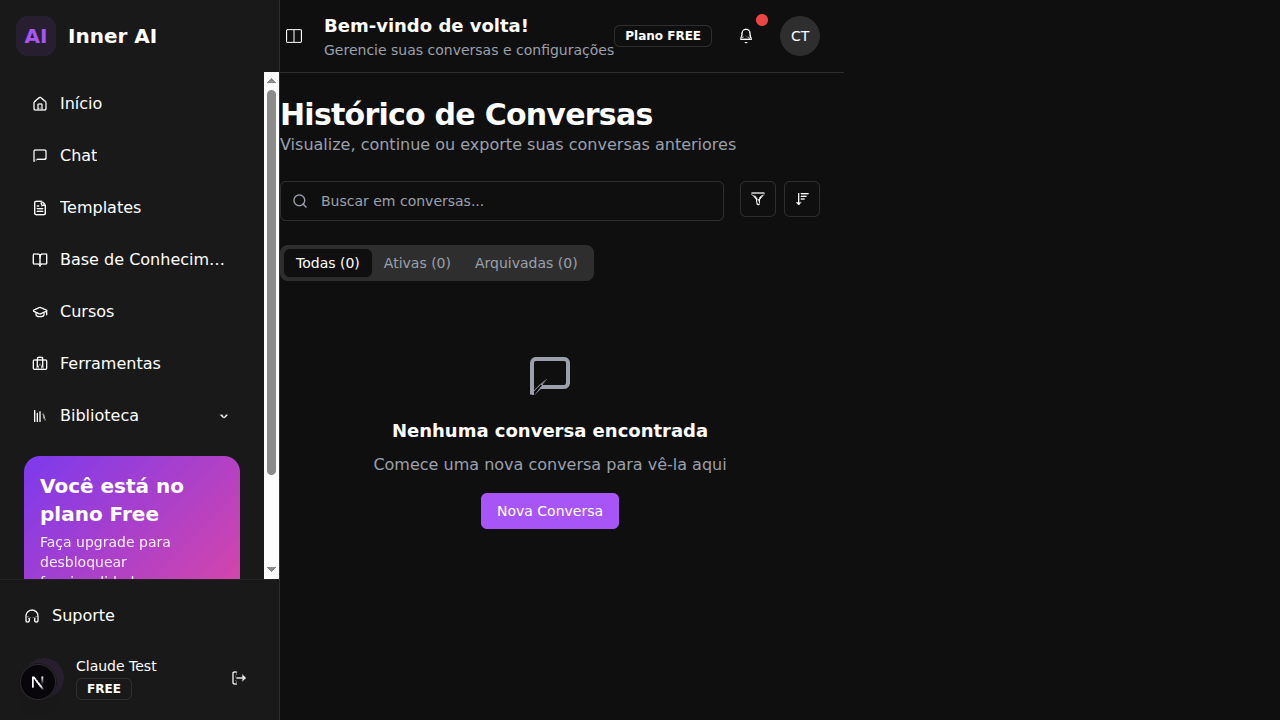 AI Inner AI
Início
Chat
Templates
Base de Conhecim...
Cursos
Ferramentas
Biblioteca
Você está no
plano Free
Faça upgrade para
desbloquear
Suporte
Claude Test
FREE
Bem-vindo de volta!
Gerencie suas conversas e configurações
Plano FREE
CT
Histórico de Conversas
Visualize, continue ou exporte suas conversas anteriores
Buscar em conversas...
Todas (0) Ativas (0) Arquivadas (0)
Nenhuma conversa encontrada
Comece uma nova conversa para vê-la aqui
Nova Conversa